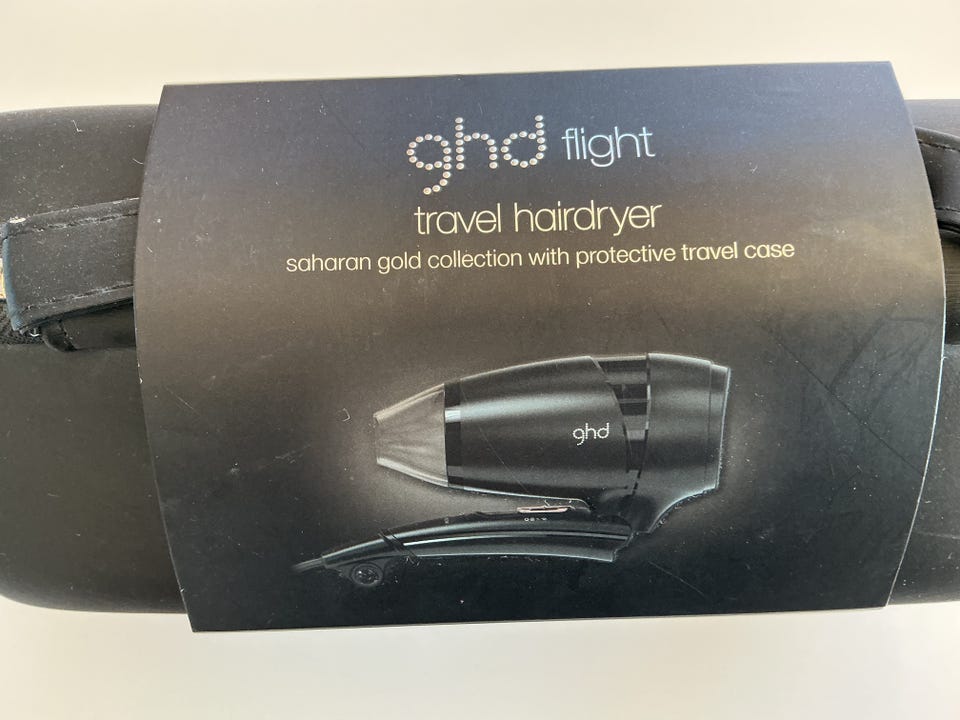 ghd flight
travel hairdryer
saharan gold collection with protective travel case
ghd